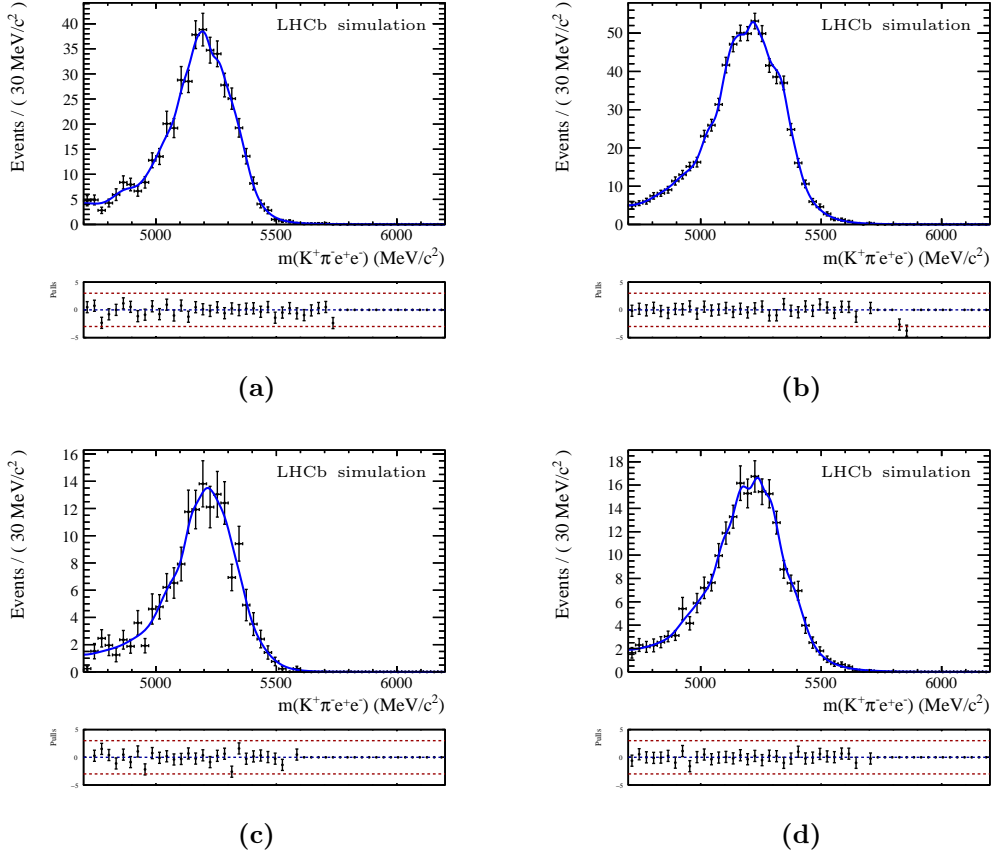 LHCb simulation
Events / ( 30 MeV/c² )
40
35
30
25
20
15
10
5
0
5000 5500 6000
m(K⁺π⁻e⁺e⁻) (MeV/c²)
Pulls
5
0
−5
(a)
LHCb simulation
Events / ( 30 MeV/c² )
50
40
30
20
10
0
5000 5500 6000
m(K⁺π⁻e⁺e⁻) (MeV/c²)
Pulls
5
0
−5
(b)
LHCb simulation
Events / ( 30 MeV/c² )
16
14
12
10
8
6
4
2
0
5000 5500 6000
m(K⁺π⁻e⁺e⁻) (MeV/c²)
Pulls
5
0
−5
(c)
LHCb simulation
Events / ( 30 MeV/c² )
18
16
14
12
10
8
6
4
2
0
5000 5500 6000
m(K⁺π⁻e⁺e⁻) (MeV/c²)
Pulls
5
0
−5
(d)